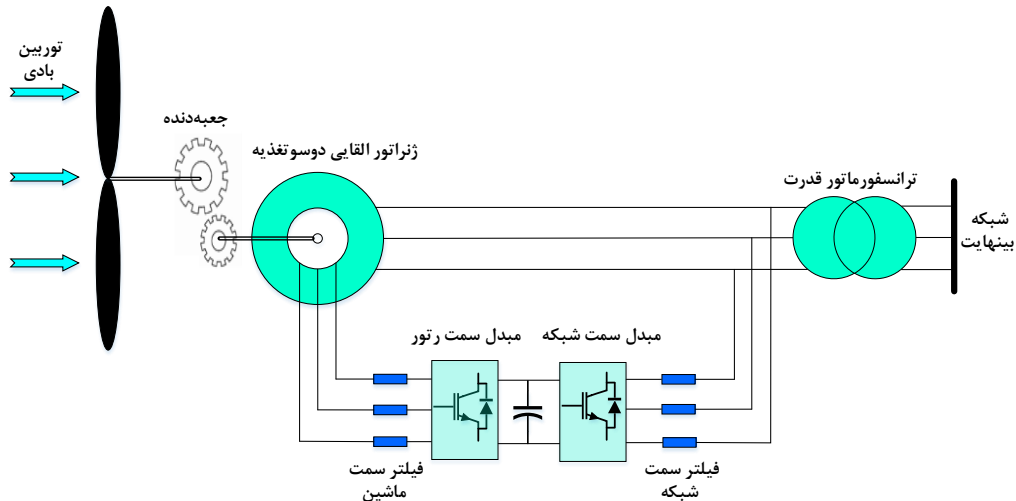 توربین
بادی
جعبه‌دنده
ژنراتور القایی دوسوتغذیه
ترانسفورماتور قدرت
شبکه
بینهایت
مبدل سمت رتور
مبدل سمت شبکه
فیلتر سمت
ماشین
فیلتر سمت
شبکه